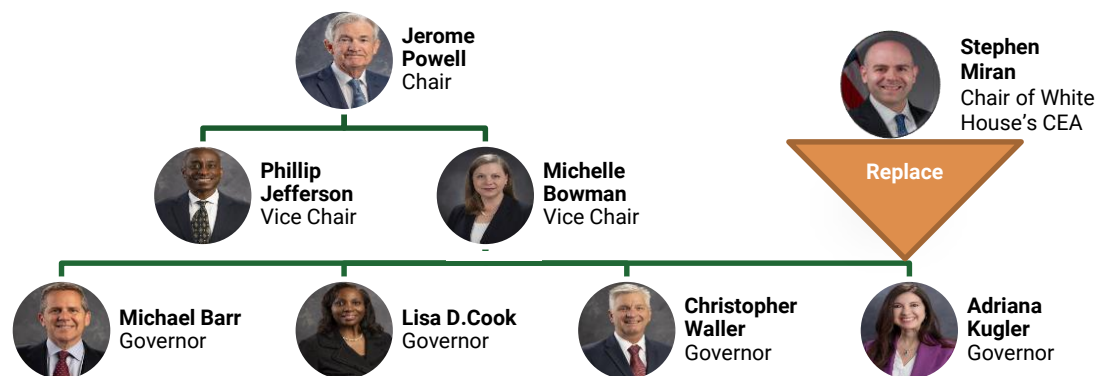 Jerome
Powell
Chair
Stephen
Miran
Chair of White
House’s CEA
Replace
Phillip
Jefferson
Vice Chair
Michelle
Bowman
Vice Chair
Michael Barr
Governor
Lisa D.Cook
Governor
Christopher
Waller
Governor
Adriana
Kugler
Governor